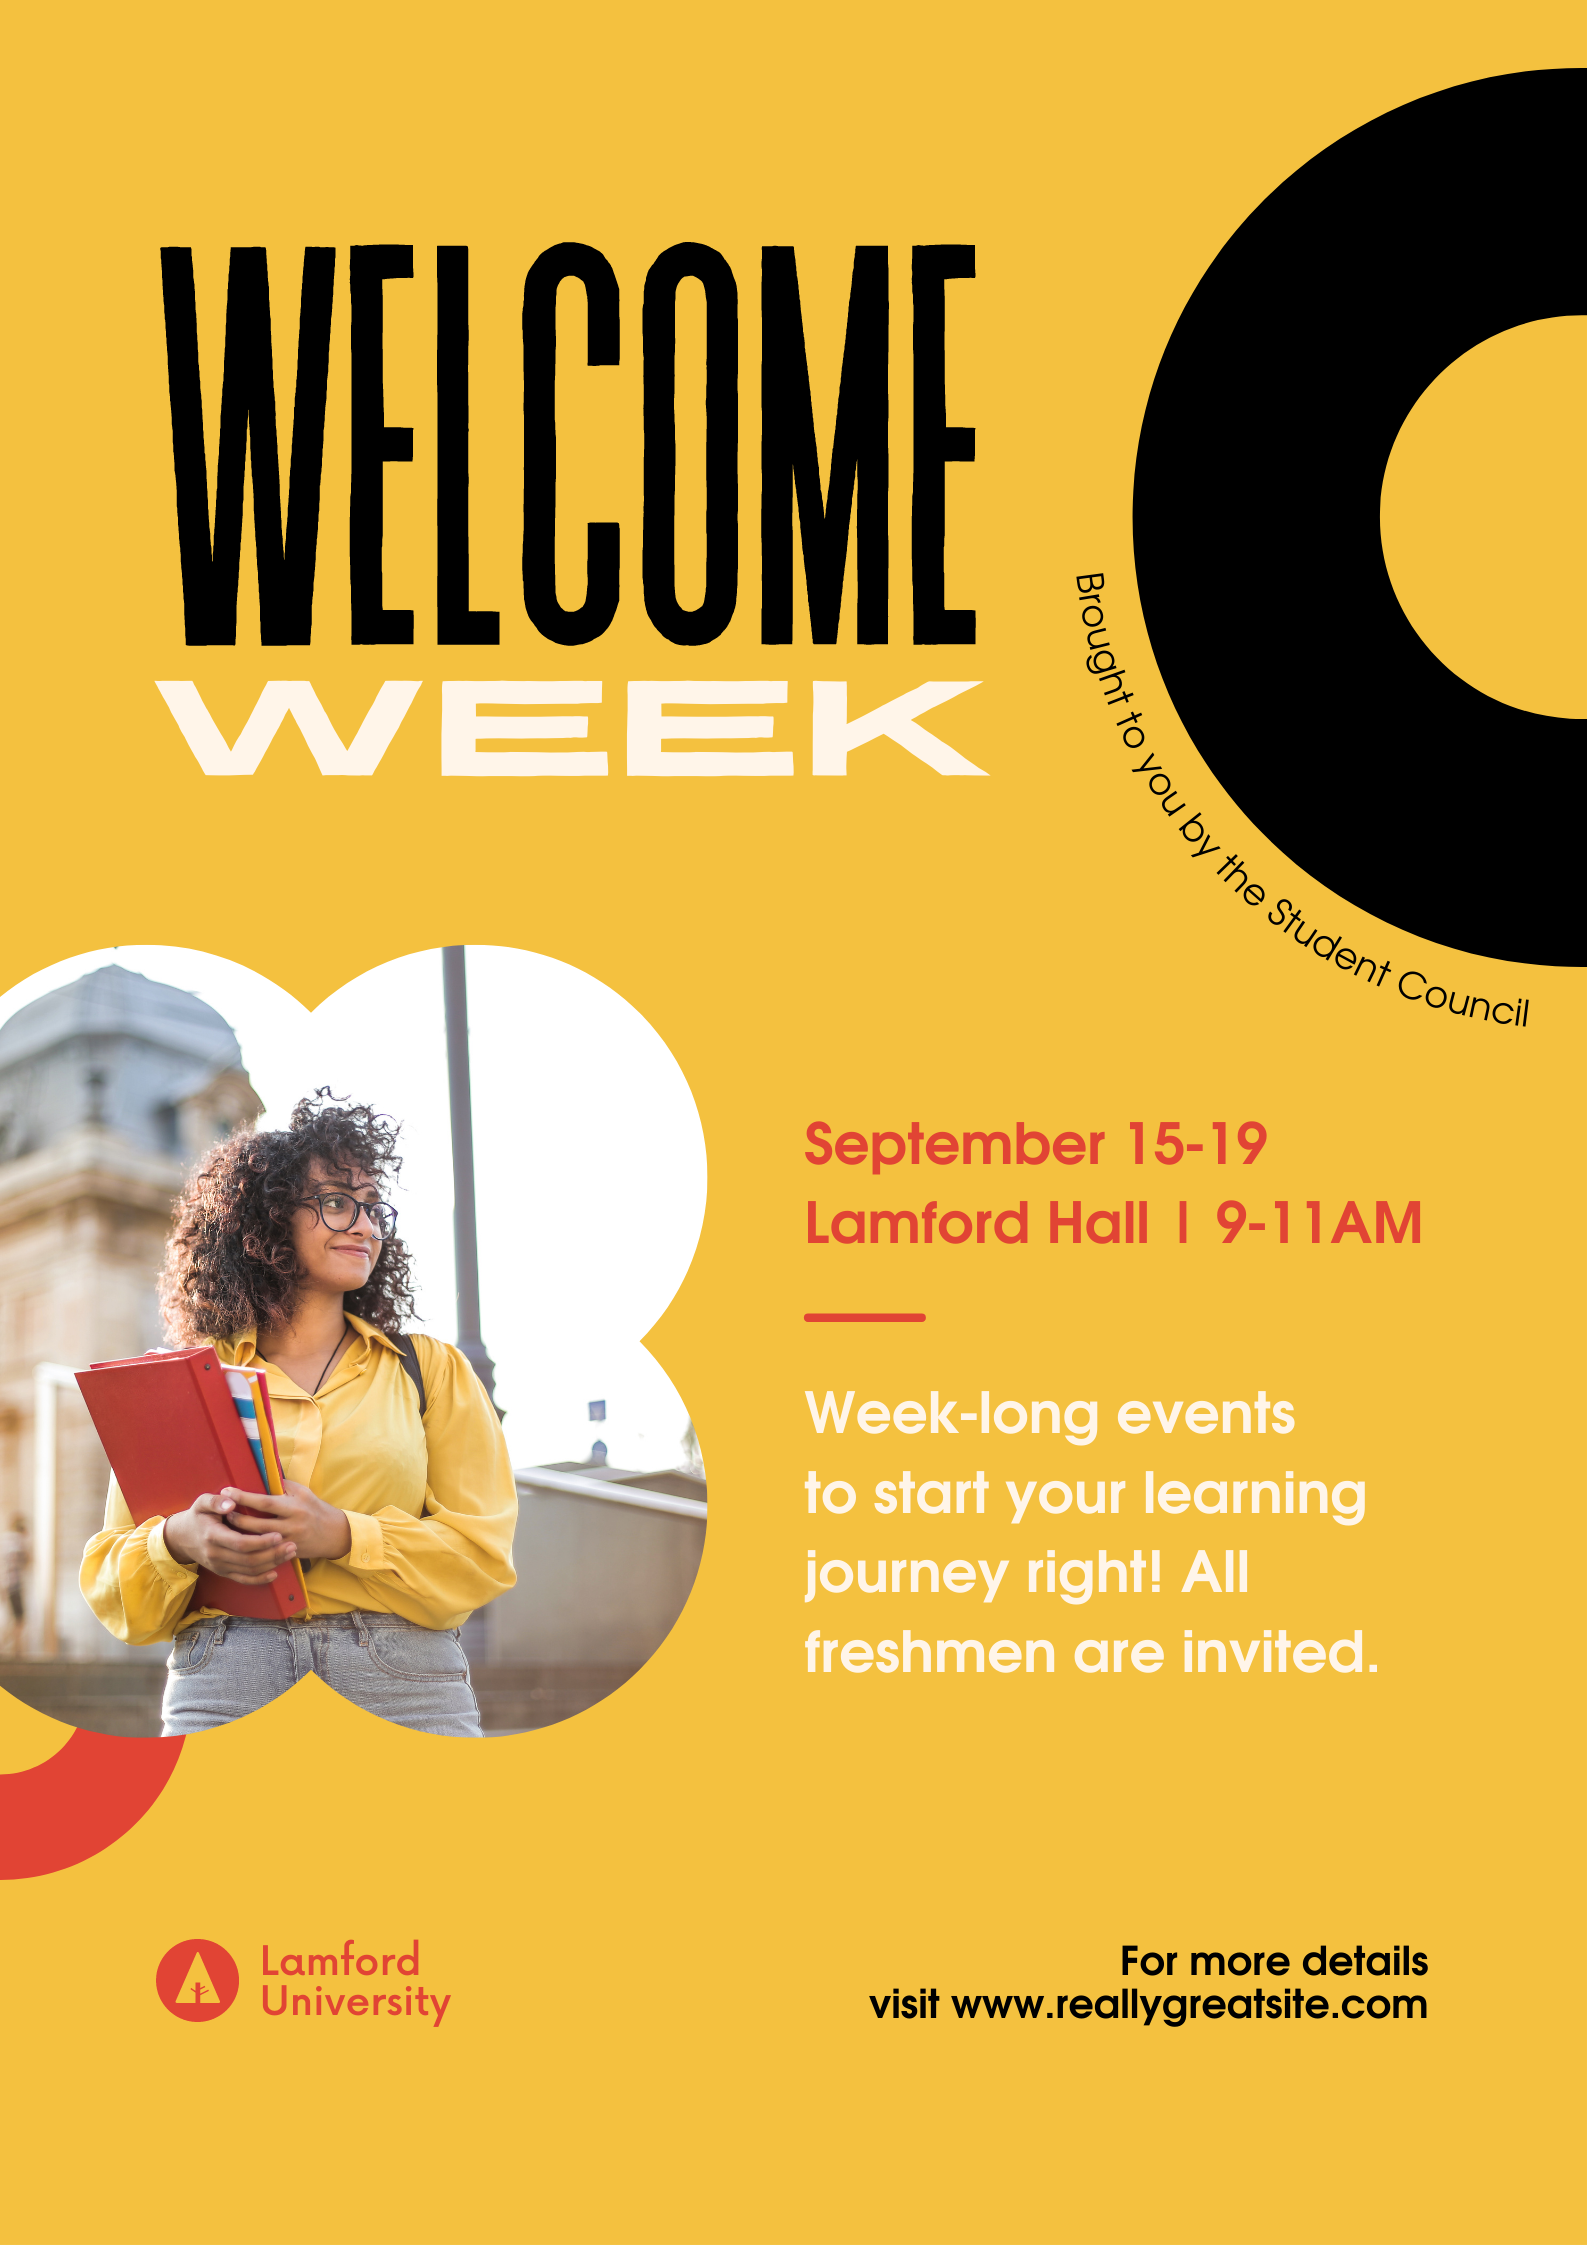 WELCOME
WEEK
Brought to you by the Student Council
September 15-19
Lamford Hall | 9-11AM
Week-long events
to start your learning
journey right! All
freshmen are invited.
Lamford
University
For more details
visit www.reallygreatsite.com